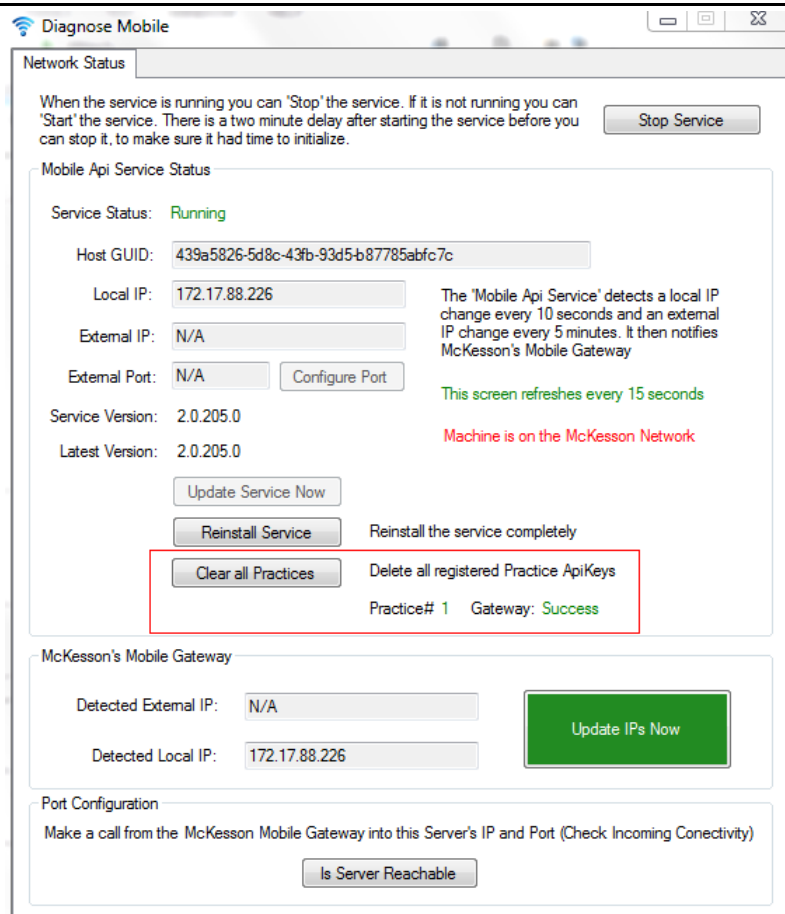 Diagnose Mobile
Network Status
When the service is running you can 'Stop' the service. If it is not running you can
'Start' the service. There is a two minute delay after starting the service before you
can stop it, to make sure it had time to initialize.
Stop Service
Mobile Api Service Status
Service Status: Running
Host GUID: 439a5826-5d8c-43fb-93d5-b87785abfc7c
Local IP: 172.17.88.226
External IP: N/A
External Port: N/A Configure Port
The 'Mobile Api Service' detects a local IP
change every 10 seconds and an external
IP change every 5 minutes. It then notifies
McKesson's Mobile Gateway
This screen refreshes every 15 seconds
Machine is on the McKesson Network
Service Version: 2.0.205.0
Latest Version: 2.0.205.0
Update Service Now
Reinstall Service Reinstall the service completely
Clear all Practices Delete all registered Practice ApiKeys
Practice# 1 Gateway: Success
McKesson's Mobile Gateway
Detected External IP: N/A
Detected Local IP: 172.17.88.226
Update IPs Now
Port Configuration
Make a call from the McKesson Mobile Gateway into this Server's IP and Port (Check Incoming Conectivity)
Is Server Reachable